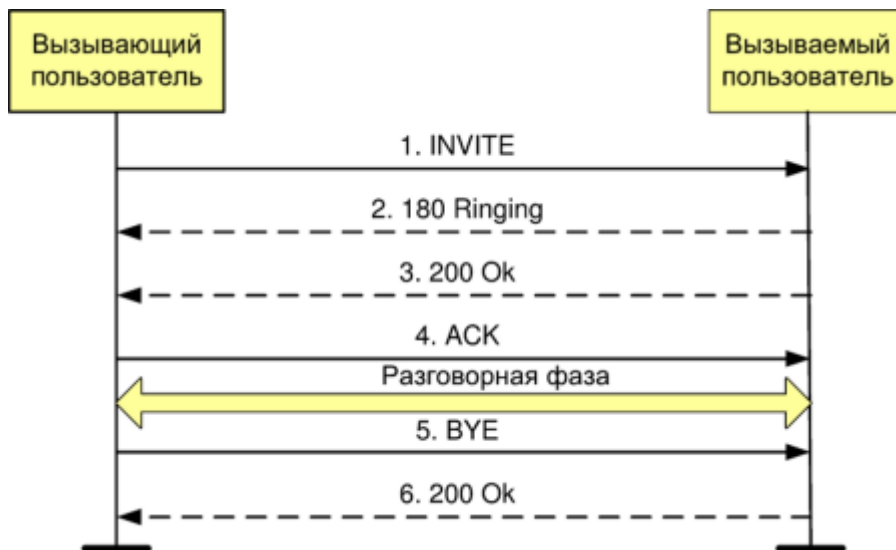 Вызывающий
пользователь
Вызываемый
пользователь
1. INVITE
2. 180 Ringing
3. 200 Ok
4. ACK
Разговорная фаза
5. BYE
6. 200 Ok